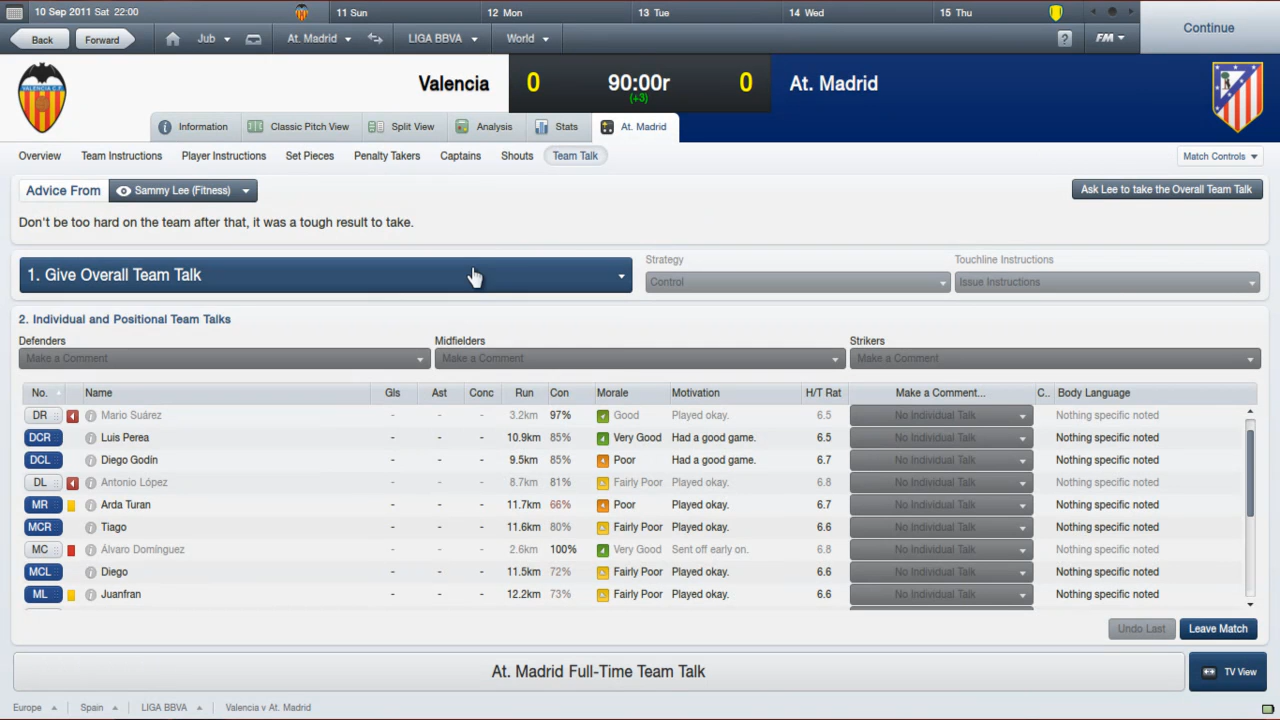 10 Sep 2011 Sat 22:00 11 Sun 12 Mon 13 Tue 14 Wed 15 Thu
Back Forward Jub At. Madrid LIGA BBVA World ? FM Continue
Valencia 0 90:00r 0 At. Madrid
(+3)
Information Classic Pitch View Split View Analysis Stats At. Madrid
Overview Team Instructions Player Instructions Set Pieces Penalty Takers Captains Shouts Team Talk Match Controls
Advice From Sammy Lee (Fitness) Ask Lee to take the Overall Team Talk
Don't be too hard on the team after that, it was a tough result to take.
Strategy Touchline Instructions
1. Give Overall Team Talk Control Issue Instructions
2. Individual and Positional Team Talks
Defenders Midfielders Strikers
Make a Comment Make a Comment Make a Comment
No. Name Gls Ast Conc Run Con Morale Motivation H/T Rat Make a Comment... C.. Body Language
DR Mario Suárez - - - 3.2km 97% Good Played okay. 6.5 No Individual Talk Nothing specific noted
DCR Luis Perea - - - 10.9km 85% Very Good Had a good game. 6.5 No Individual Talk Nothing specific noted
DCL Diego Godín - - - 9.5km 85% Poor Had a good game. 6.7 No Individual Talk Nothing specific noted
DL Antonio López - - - 8.7km 81% Fairly Poor Played okay. 6.8 No Individual Talk Nothing specific noted
MR Arda Turan - - - 11.7km 66% Poor Played okay. 6.7 No Individual Talk Nothing specific noted
MCR Tiago - - - 11.6km 80% Fairly Poor Played okay. 6.6 No Individual Talk Nothing specific noted
MC Álvaro Domínguez - - - 2.6km 100% Very Good Sent off early on. 6.8 No Individual Talk Nothing specific noted
MCL Diego - - - 11.5km 72% Fairly Poor Played okay. 6.6 No Individual Talk Nothing specific noted
ML Juanfran - - - 12.2km 73% Fairly Poor Played okay. 6.6 No Individual Talk Nothing specific noted
Undo Last Leave Match
At. Madrid Full-Time Team Talk TV View
Europe Spain LIGA BBVA Valencia v At. Madrid